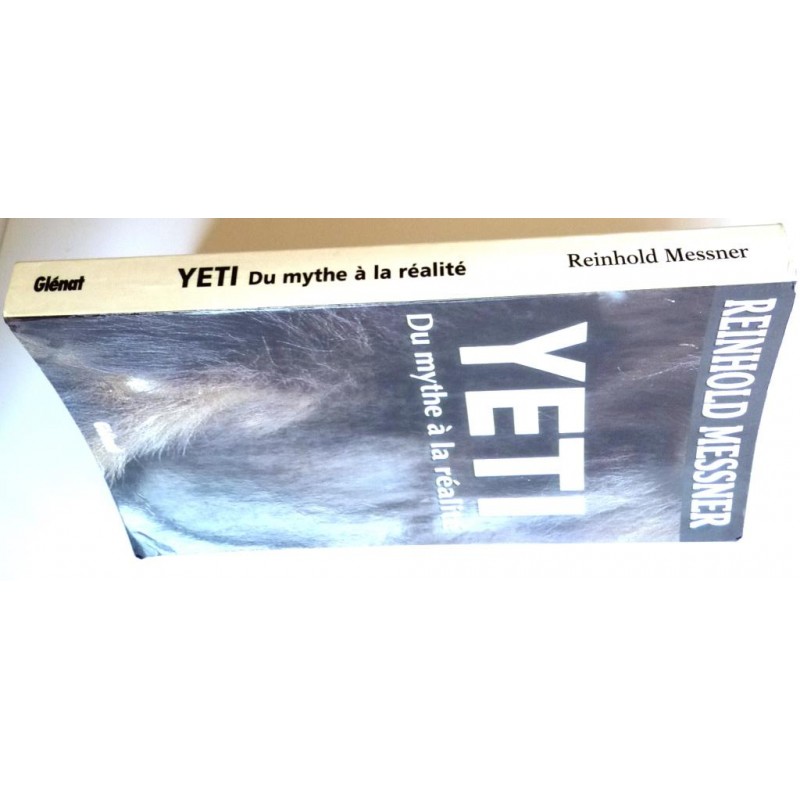 Glénat
YETI Du mythe à la réalité
Reinhold Messner
REINHOLD MESSNER
YETI
Du mythe à la réalité